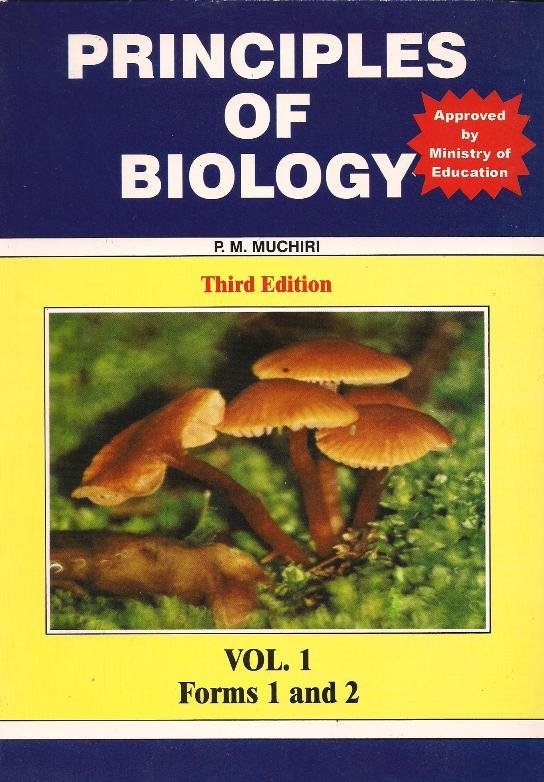 PRINCIPLES
OF
BIOLOGY
Approved
by
Ministry of
Education
P. M. MUCHIRI
Third Edition
VOL. 1
Forms 1 and 2